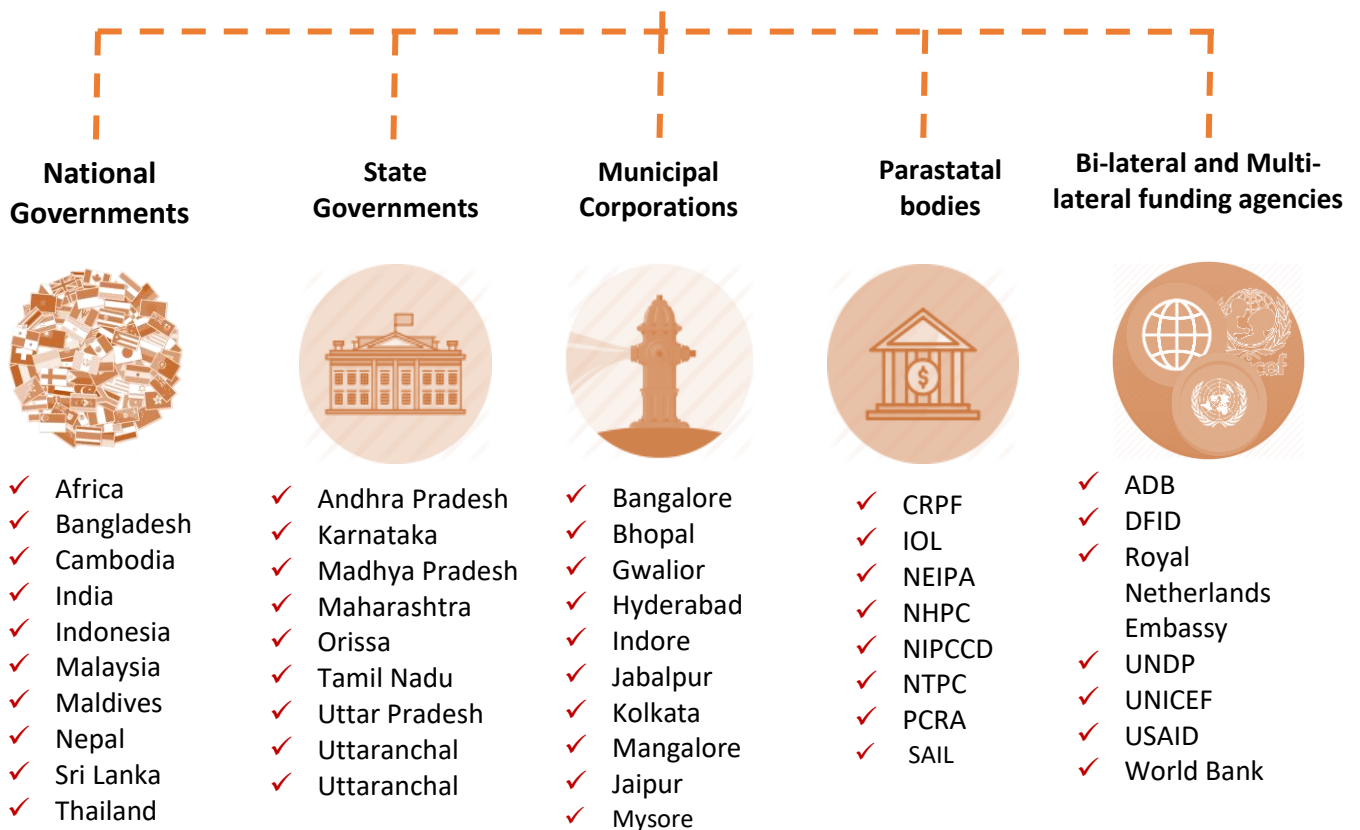 National
Governments
Africa
Bangladesh
Cambodia
India
Indonesia
Malaysia
Maldives
Nepal
Sri Lanka
Thailand
State
Governments
Andhra Pradesh
Karnataka
Madhya Pradesh
Maharashtra
Orissa
Tamil Nadu
Uttar Pradesh
Uttaranchal
Uttaranchal
Municipal
Corporations
Bangalore
Bhopal
Gwalior
Hyderabad
Indore
Jabalpur
Kolkata
Mangalore
Jaipur
Mysore
Parastatal
bodies
$
CRPF
IOL
NEIPA
NHPC
NIPCCD
NTPC
PCRA
SAIL
Bi-lateral and Multi-
lateral funding agencies
cef
ADB
DFID
Royal
Netherlands
Embassy
UNDP
UNICEF
USAID
World Bank